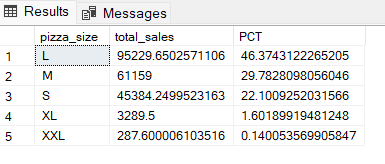 Results Messages
pizza_size total_sales PCT
1 L 95229.6502571106 46.3743122265205
2 M 61159 29.7828098056046
3 S 45384.2499523163 22.1009252031566
4 XL 3289.5 1.60189919481248
5 XXL 287.600006103516 0.140053569905847